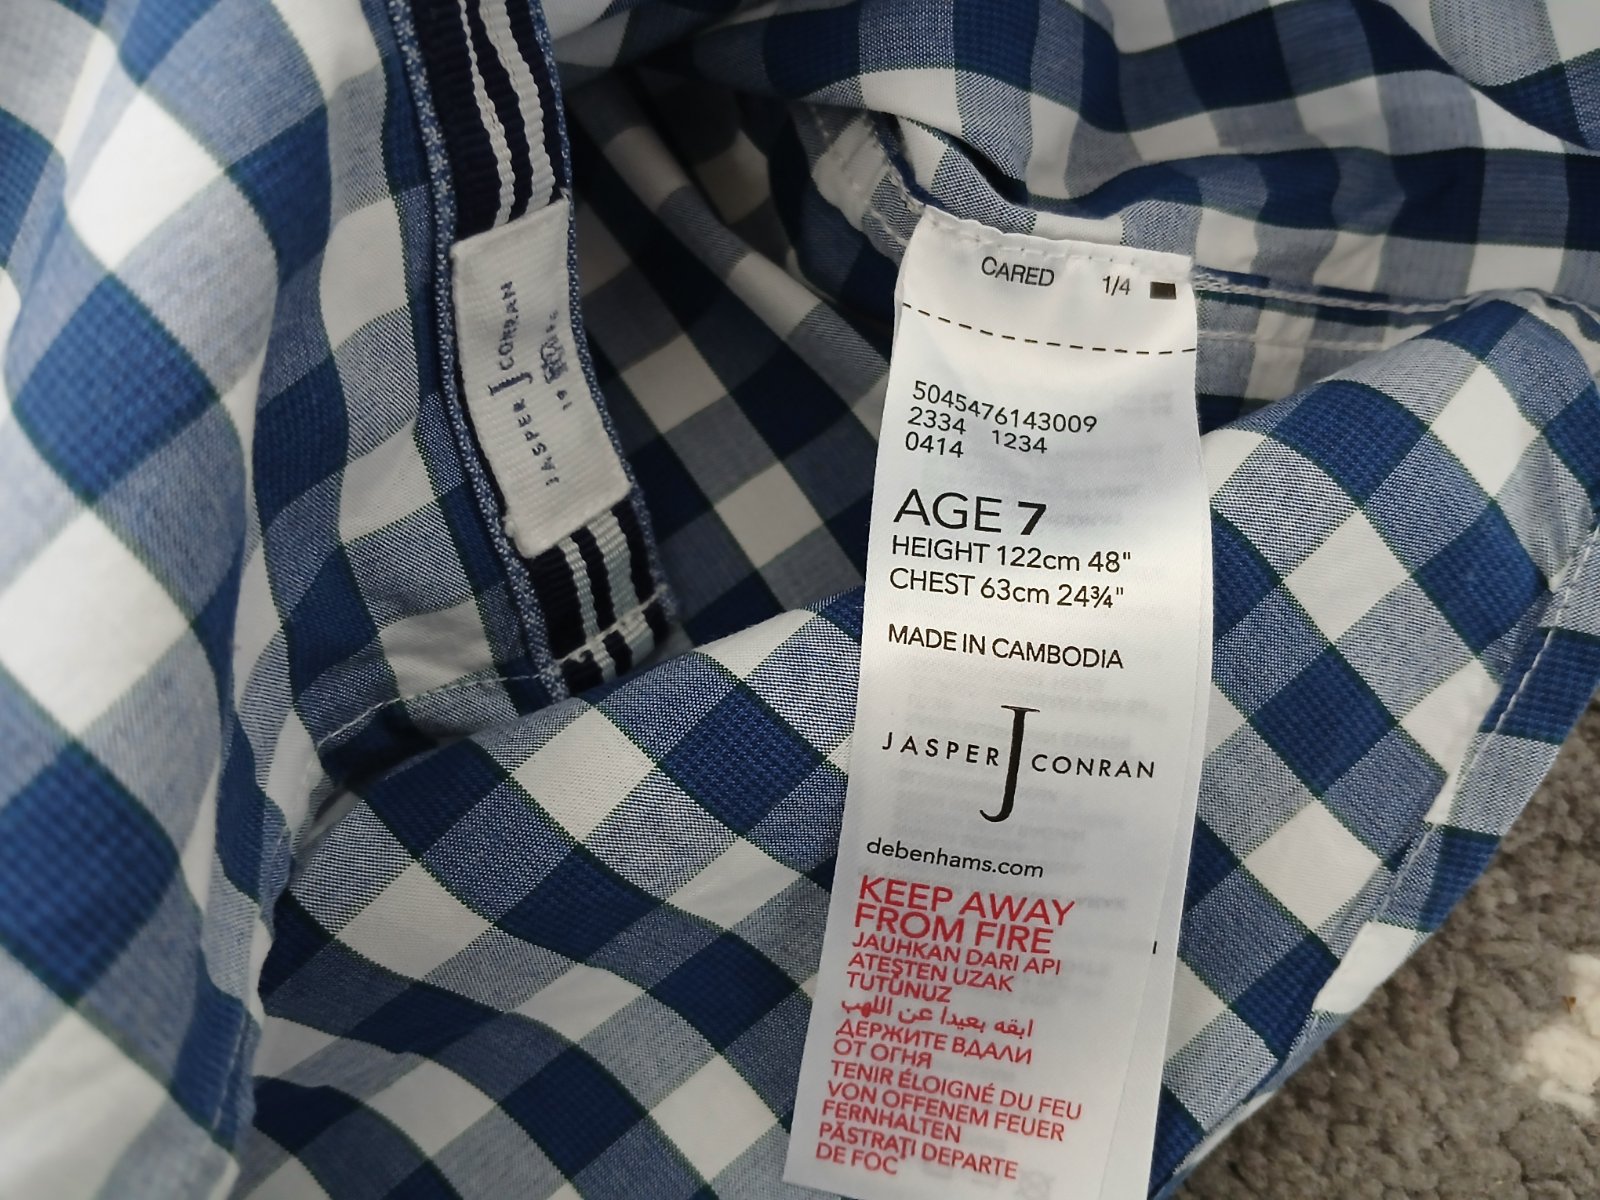 JASPER J CONRAN
CARED 1/4
5045476143009
2334 1234
0414
AGE 7
HEIGHT 122cm 48"
CHEST 63cm 24¾"
MADE IN CAMBODIA
JASPER J CONRAN
debenhams.com
KEEP AWAY
FROM FIRE
JAUHKAN DARI API
ATEŞTEN UZAK
TUTUNUZ
ابقه بعيدا عن اللهب
ДЕРЖИТЕ ВДАЛИ
ОТ ОГНЯ
TENIR ÉLOIGNÉ DU FEU
VON OFFENEM FEUER
FERNHALTEN
PĂSTRAŢI DEPARTE
DE FOC